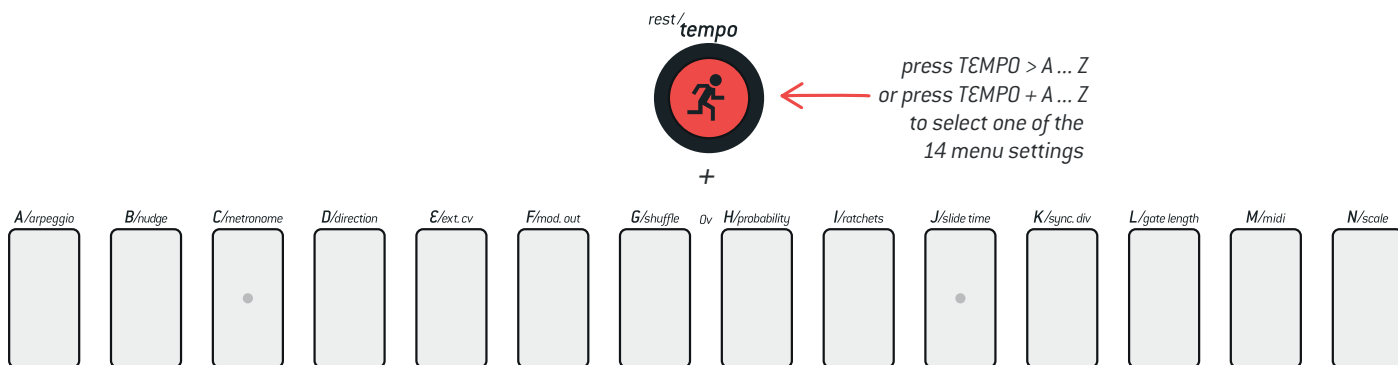 rest/tempo
press TEMPO > A ... Z
or press TEMPO + A ... Z
to select one of the
14 menu settings
+
A/arpeggio B/nudge C/metronome D/direction E/ext. cv F/mod. out G/shuffle 0v H/probability I/ratchets J/slide time K/sync. div L/gate length M/midi N/scale